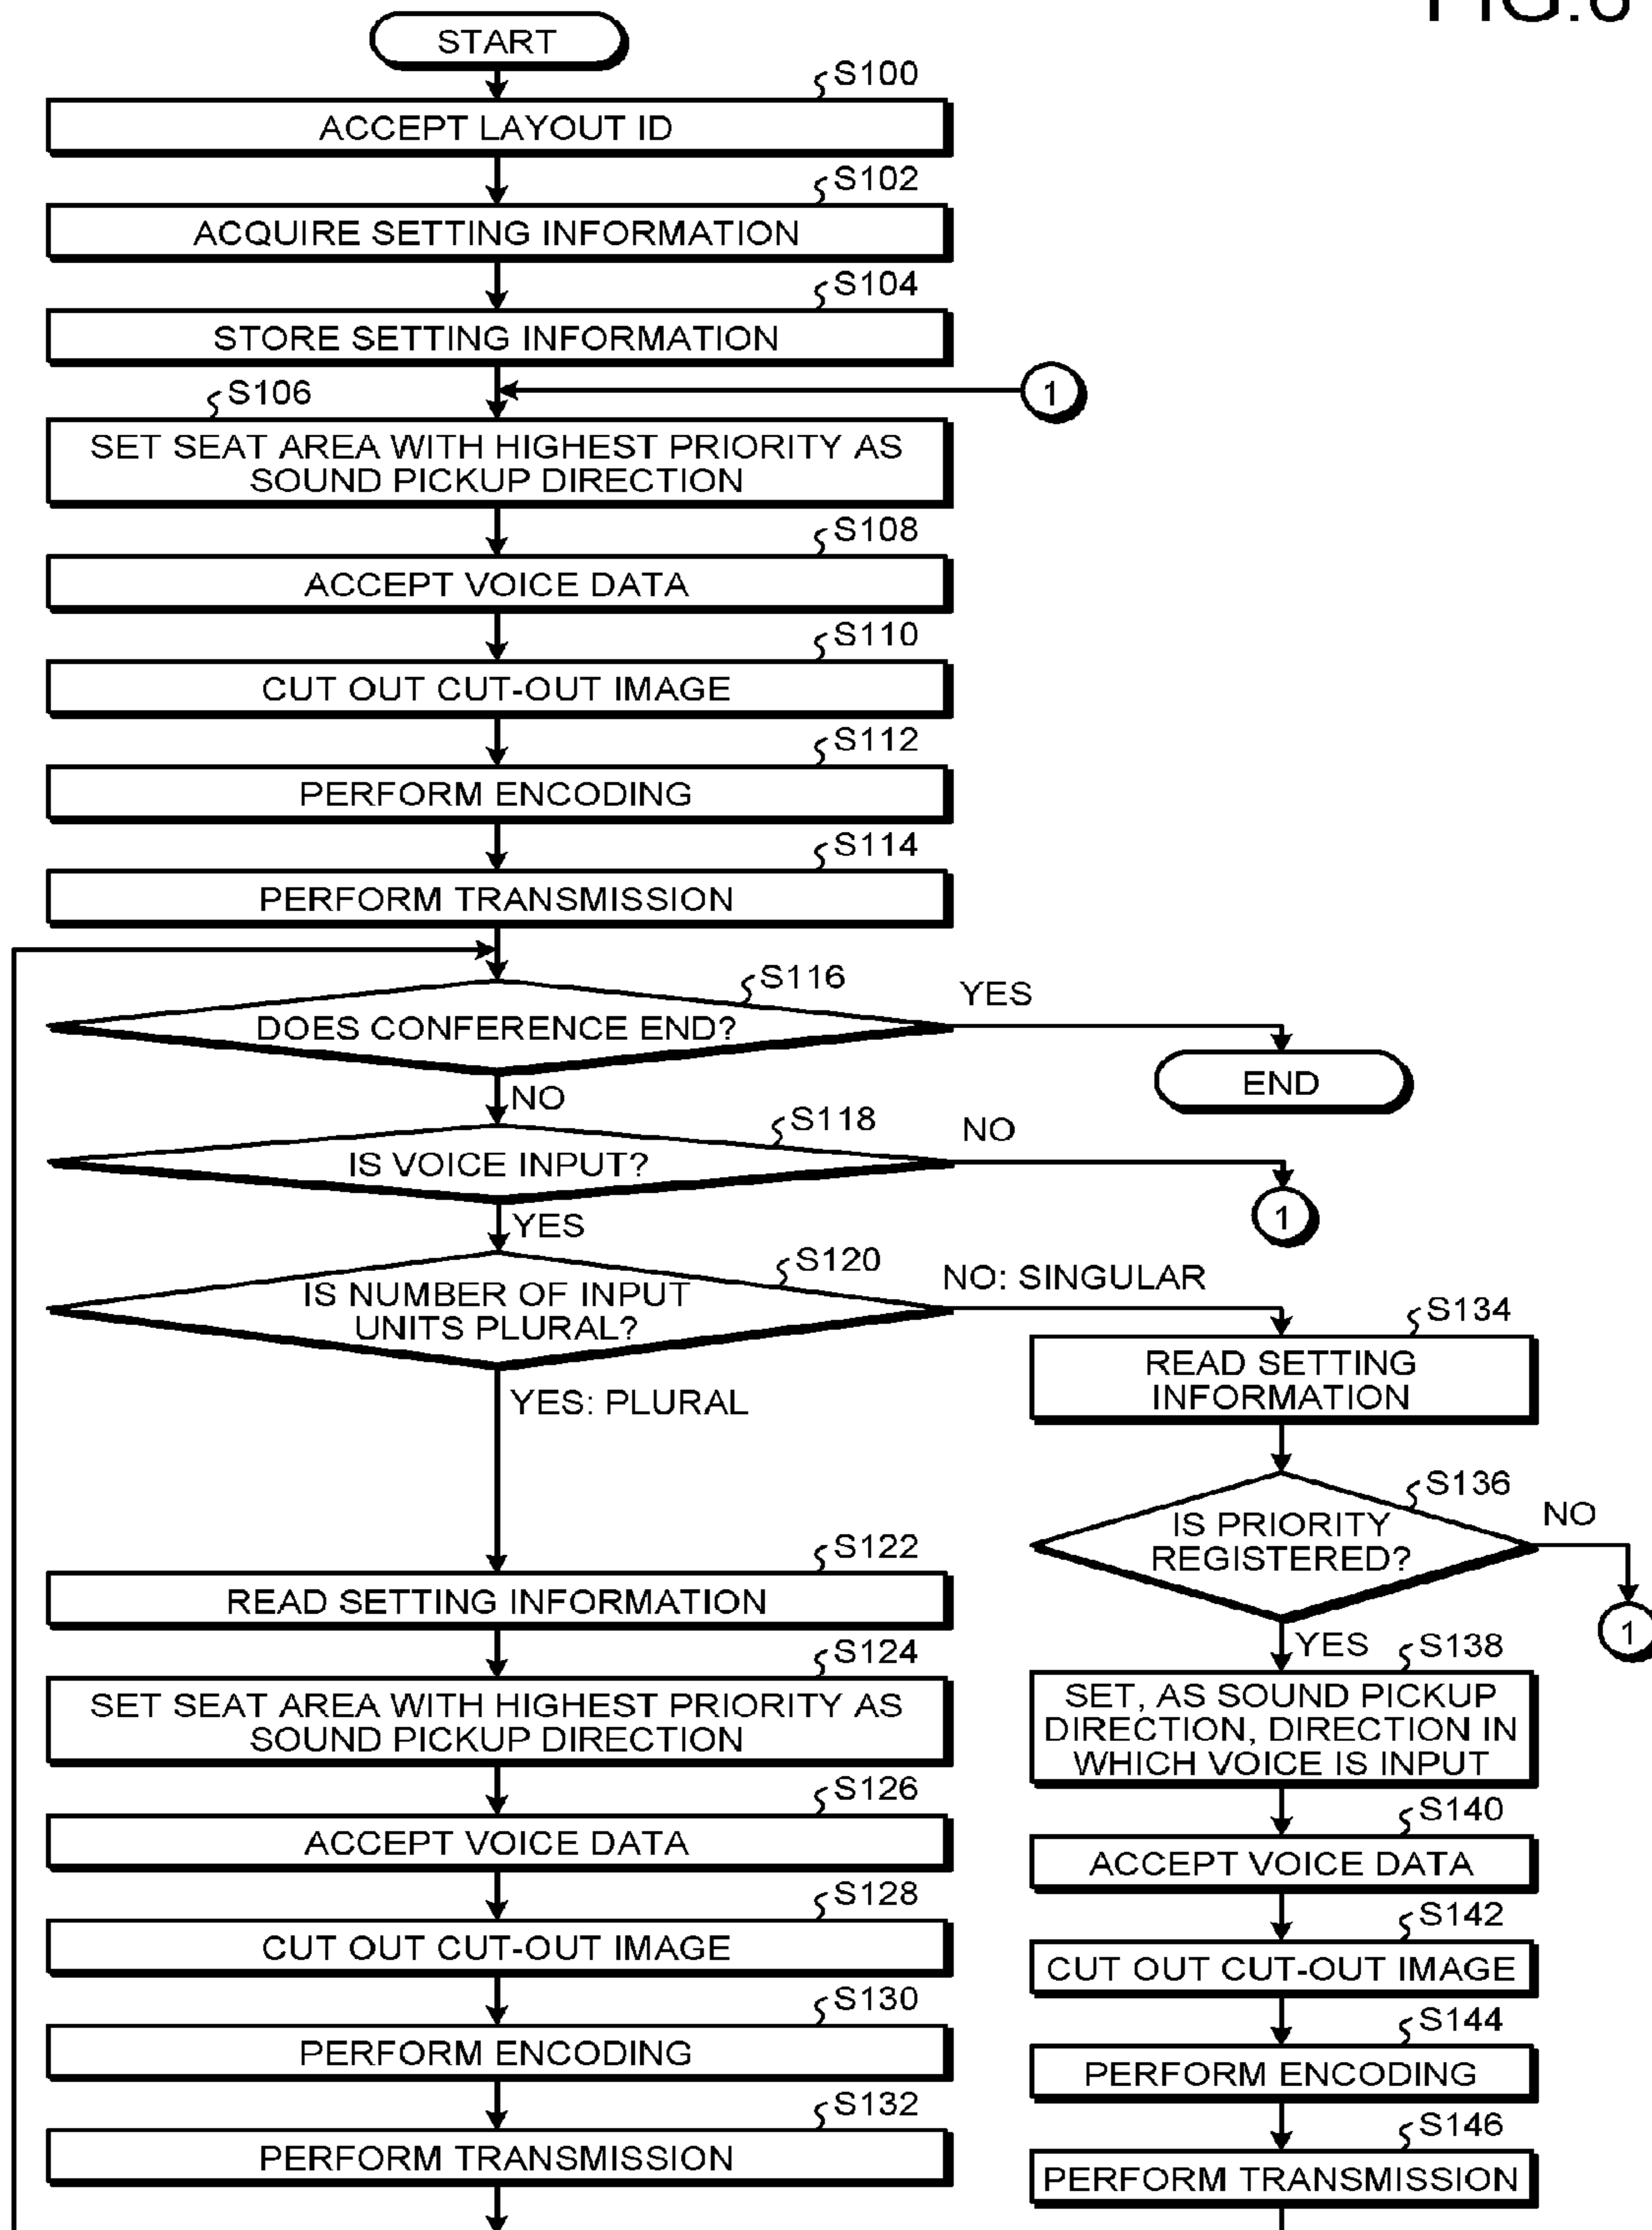 FIG.
START
S100
ACCEPT LAYOUT ID
S102
ACQUIRE SETTING INFORMATION
S104
STORE SETTING INFORMATION
1
S106
SET SEAT AREA WITH HIGHEST PRIORITY AS
SOUND PICKUP DIRECTION
S108
ACCEPT VOICE DATA
S110
CUT OUT CUT-OUT IMAGE
S112
PERFORM ENCODING
S114
PERFORM TRANSMISSION
S116
YES
DOES CONFERENCE END?
END
NO
S118
NO
IS VOICE INPUT?
1
YES
S120
NO: SINGULAR
IS NUMBER OF INPUT
UNITS PLURAL?
YES: PLURAL
S134
READ SETTING
INFORMATION
S136
NO
IS PRIORITY
REGISTERED?
1
YES
S122
READ SETTING INFORMATION
S124
SET SEAT AREA WITH HIGHEST PRIORITY AS
SOUND PICKUP DIRECTION
S126
ACCEPT VOICE DATA
S128
CUT OUT CUT-OUT IMAGE
S130
PERFORM ENCODING
S132
PERFORM TRANSMISSION
S138
SET, AS SOUND PICKUP
DIRECTION, DIRECTION IN
WHICH VOICE IS INPUT
S140
ACCEPT VOICE DATA
S142
CUT OUT CUT-OUT IMAGE
S144
PERFORM ENCODING
S146
PERFORM TRANSMISSION